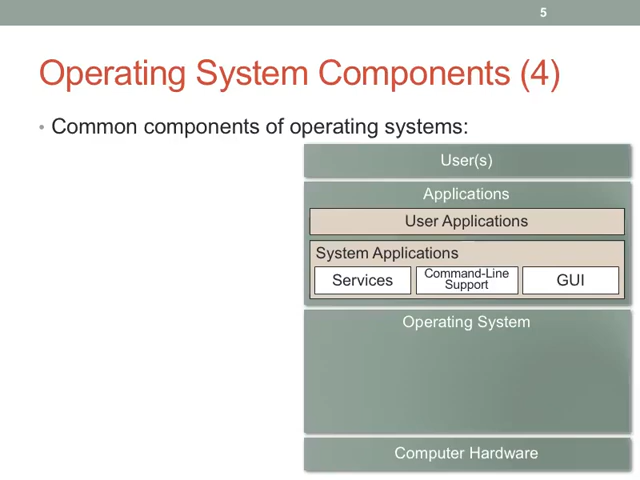 5
Operating System Components (4)
• Common components of operating systems:
User(s)
Applications
User Applications
System Applications
Services
Command-Line
Support
GUI
Operating System
Computer Hardware